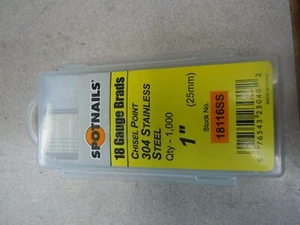 SPOTNAILS
18 Gauge Brads
CHISEL POINT
304 STAINLESS
STEEL
Qty - 1,000
1"
(25mm)
Stock No.
18116SS